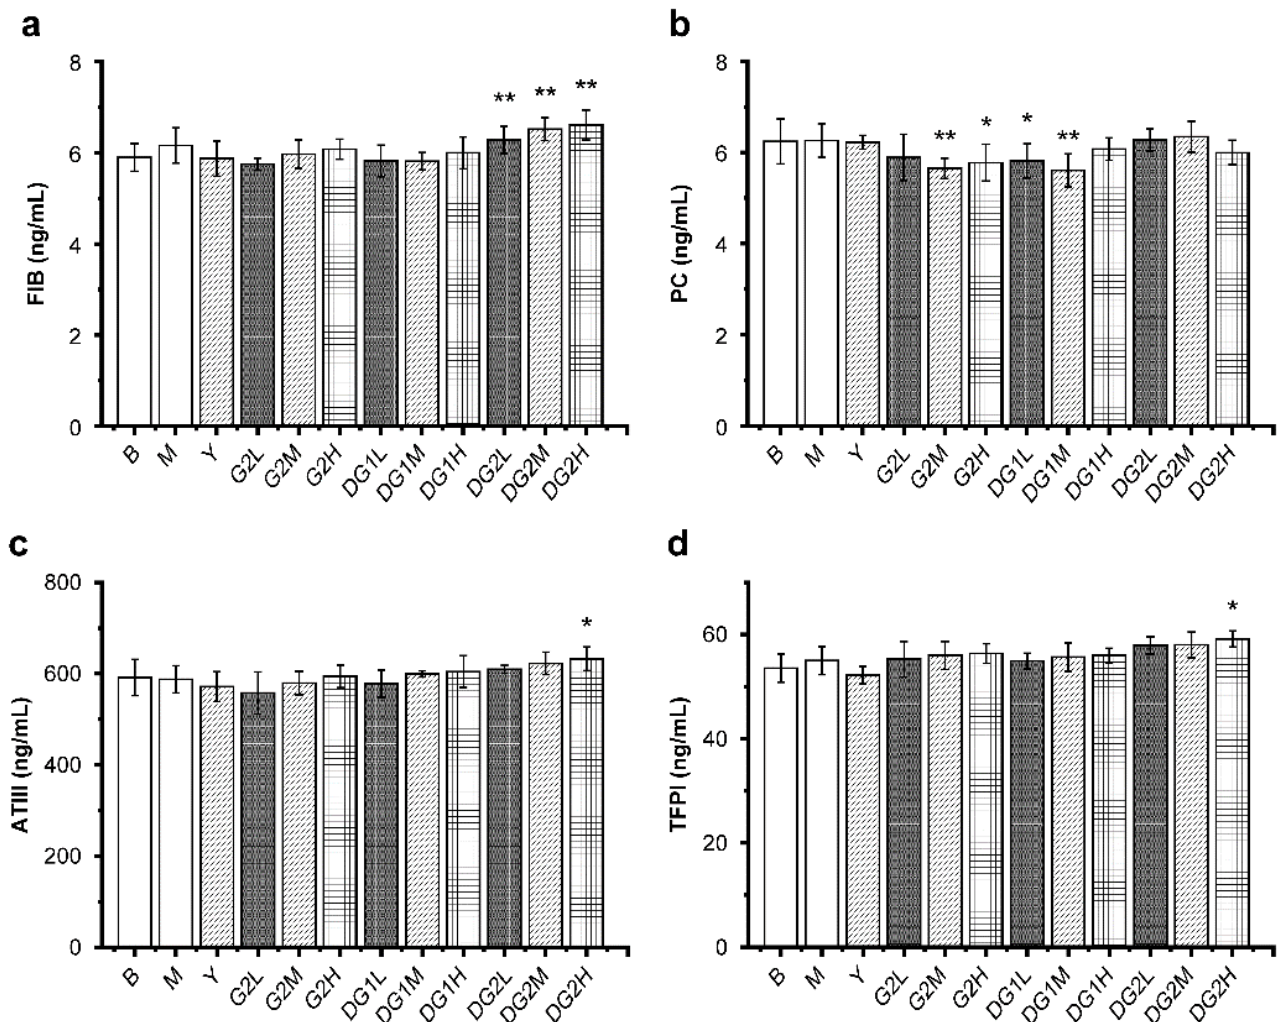 a
8
6
4
2
0
FIB (ng/mL)
** ** **
B M Y G2L G2M G2H DG1L DG1M DG1H DG2L DG2M DG2H
b
8
6
4
2
0
PC (ng/mL)
** * * **
B M Y G2L G2M G2H DG1L DG1M DG1H DG2L DG2M DG2H
c
800
600
400
200
0
ATIII (ng/mL)
*
B M Y G2L G2M G2H DG1L DG1M DG1H DG2L DG2M DG2H
d
60
40
20
0
TFPI (ng/mL)
*
B M Y G2L G2M G2H DG1L DG1M DG1H DG2L DG2M DG2H